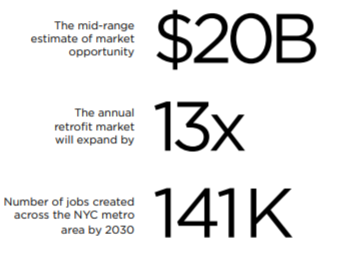 The mid-range
estimate of market
opportunity
$20B
The annual
retrofit market
will expand by
13x
Number of jobs created
across the NYC metro
area by 2030
141K